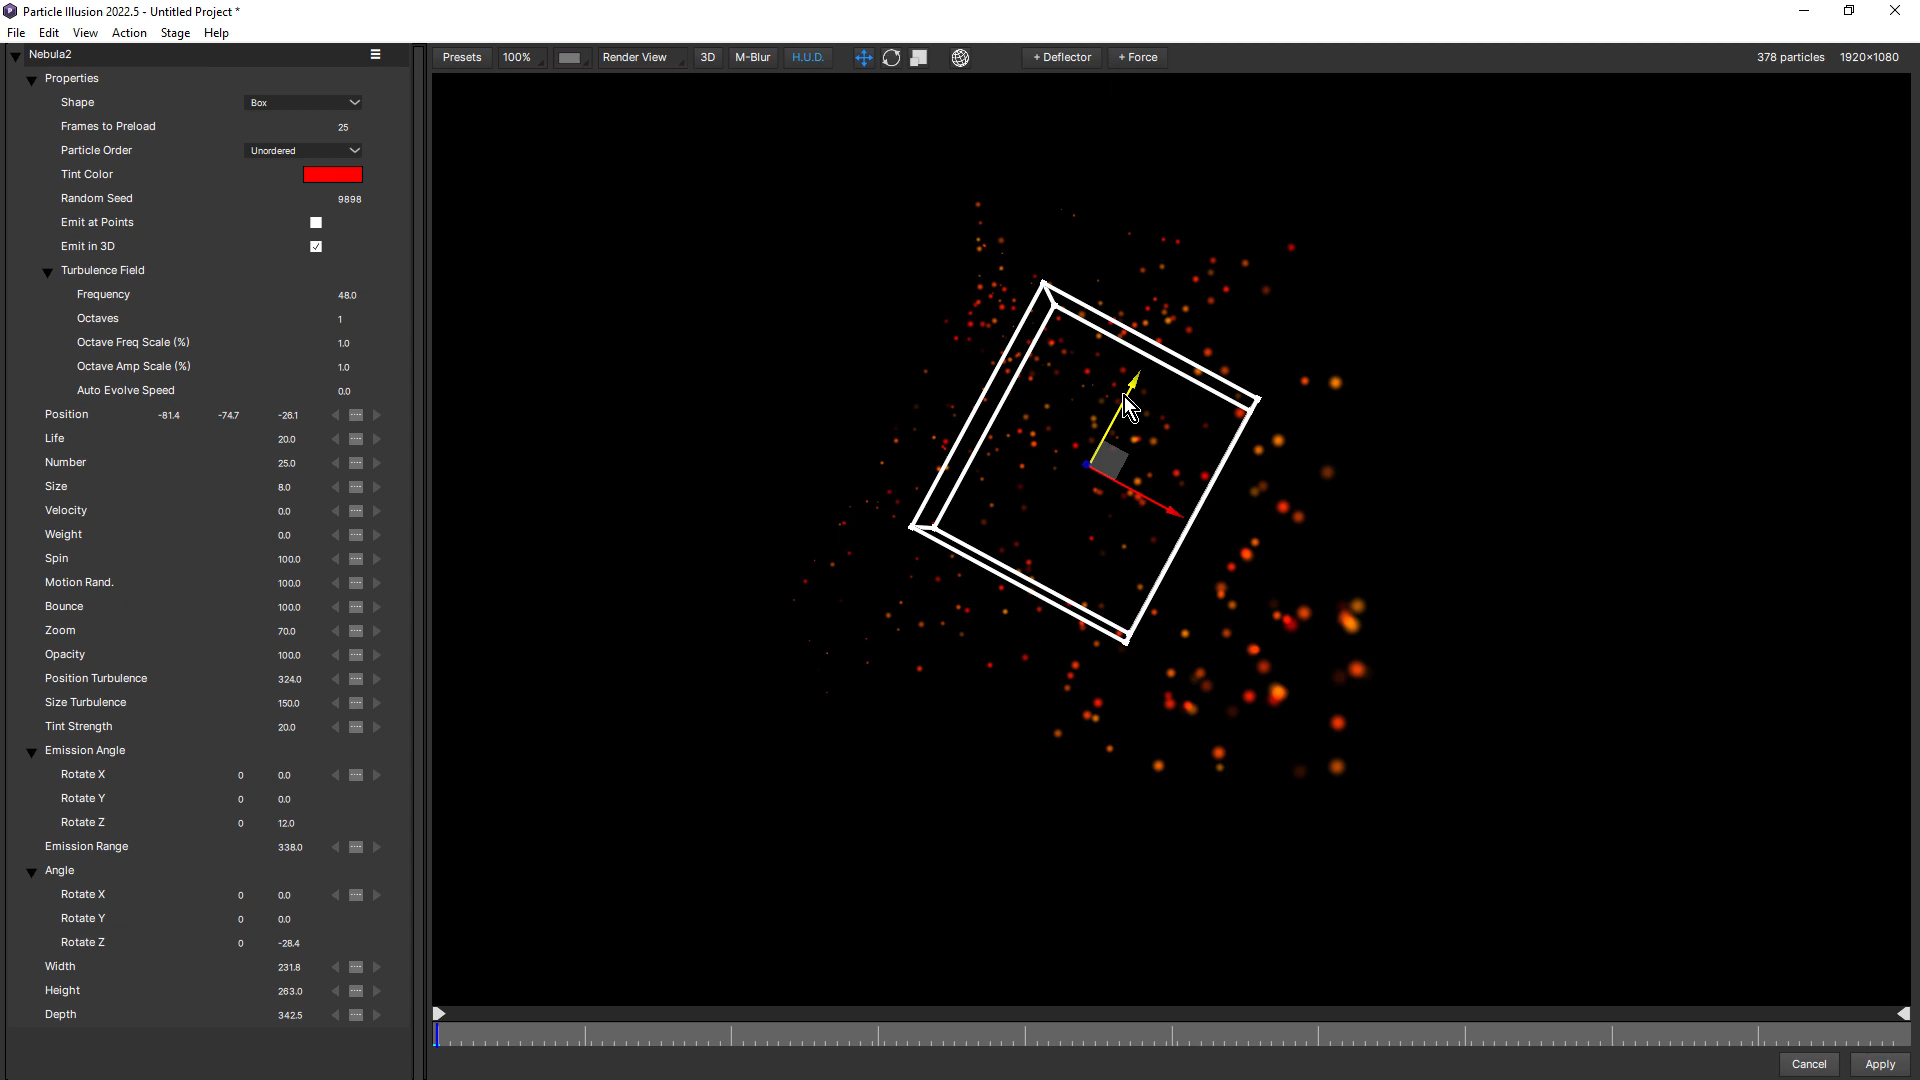 Particle Illusion 2022.5 - Untitled Project *
File Edit View Action Stage Help
Nebula2
Presets 100% Render View 3D M-Blur H.U.D. + Deflector + Force 378 particles 1920×1080
Properties
Shape Box
Frames to Preload 25
Particle Order Unordered
Tint Color
Random Seed 9898
Emit at Points
Emit in 3D
Turbulence Field
Frequency 48.0
Octaves 1
Octave Freq Scale (%) 1.0
Octave Amp Scale (%) 1.0
Auto Evolve Speed 0.0
Position -81.4 -74.7 -26.1
Life 20.0
Number 25.0
Size 8.0
Velocity 0.0
Weight 0.0
Spin 100.0
Motion Rand. 100.0
Bounce 100.0
Zoom 70.0
Opacity 100.0
Position Turbulence 324.0
Size Turbulence 150.0
Tint Strength 20.0
Emission Angle
Rotate X 0 0.0
Rotate Y 0 0.0
Rotate Z 0 12.0
Emission Range 338.0
Angle
Rotate X 0 0.0
Rotate Y 0 0.0
Rotate Z 0 -28.4
Width 231.8
Height 263.0
Depth 342.5
Cancel Apply